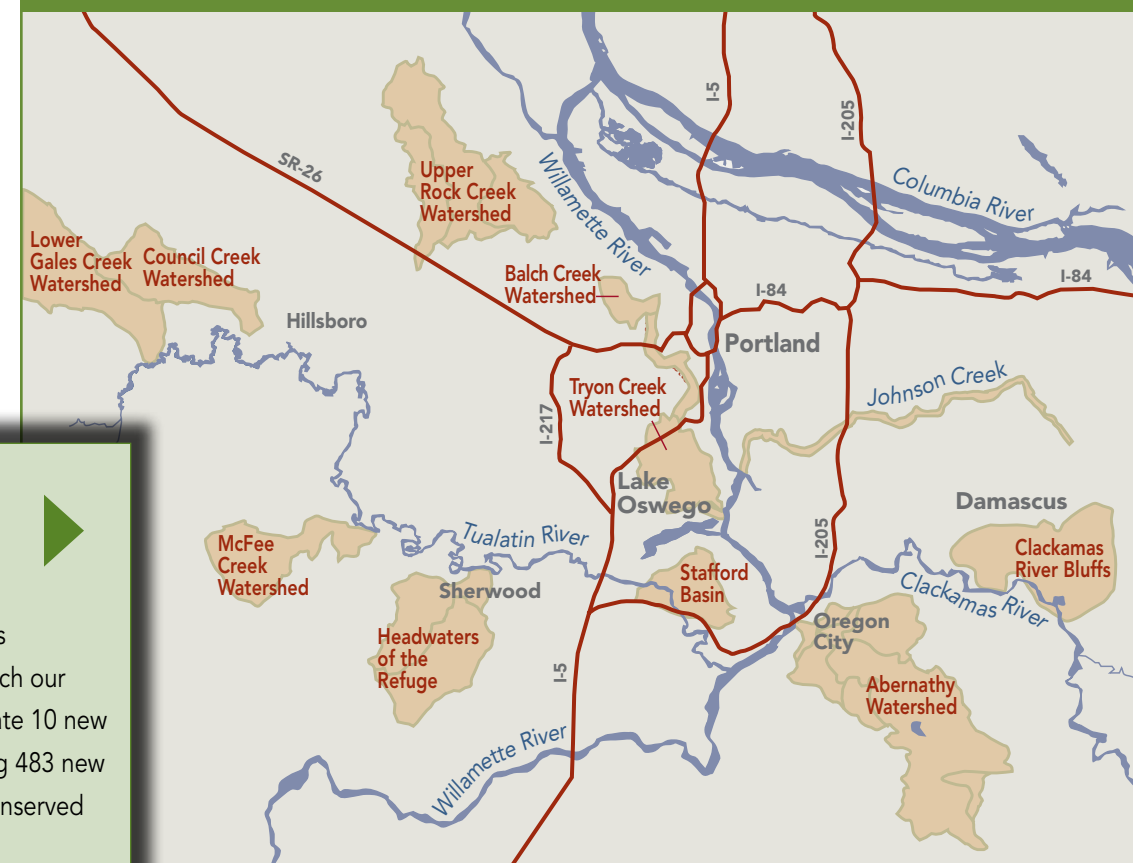 I-5
I-205
SR-26
Upper
Rock Creek
Watershed
Willamette River
Columbia River
Lower
Gales Creek
Watershed
Council Creek
Watershed
Balch Creek
Watershed
I-84
I-84
Hillsboro
Portland
Tryon Creek
Watershed
Johnson Creek
I-217
Lake
Oswego
Damascus
I-205
Tualatin River
McFee
Creek
Watershed
Clackamas
River Bluffs
Stafford
Basin
Sherwood
Clackamas River
Oregon
City
Headwaters
of the
Refuge
I-5
Abernathy
Watershed
Willamette River
s
ch our
ate 10 new
g 483 new
nserved